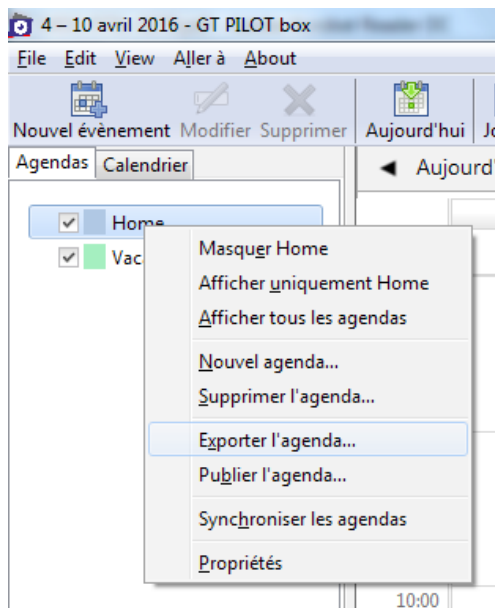 4 – 10 avril 2016 - GT PILOT box
File Edit View Aller à About
Nouvel évènement Modifier Supprimer Aujourd'hui
Agendas Calendrier
Aujourd'
Home
Masquer Home
Afficher uniquement Home
Afficher tous les agendas
Nouvel agenda...
Supprimer l'agenda...
Exporter l'agenda...
Publier l'agenda...
Synchroniser les agendas
Propriétés
10:00